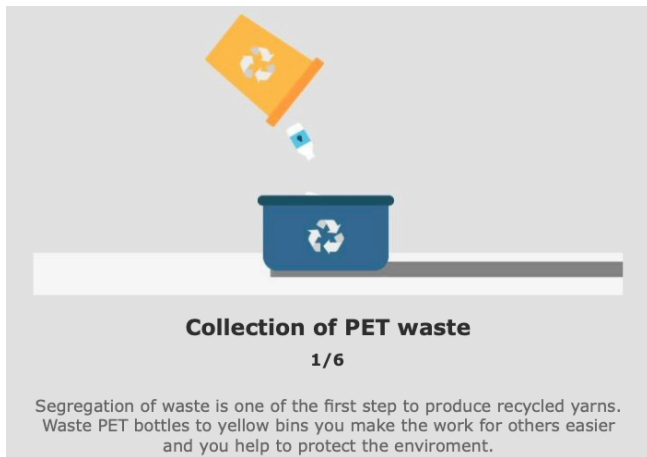 Collection of PET waste
1/6
Segregation of waste is one of the first step to produce recycled yarns.
Waste PET bottles to yellow bins you make the work for others easier
and you help to protect the enviroment.